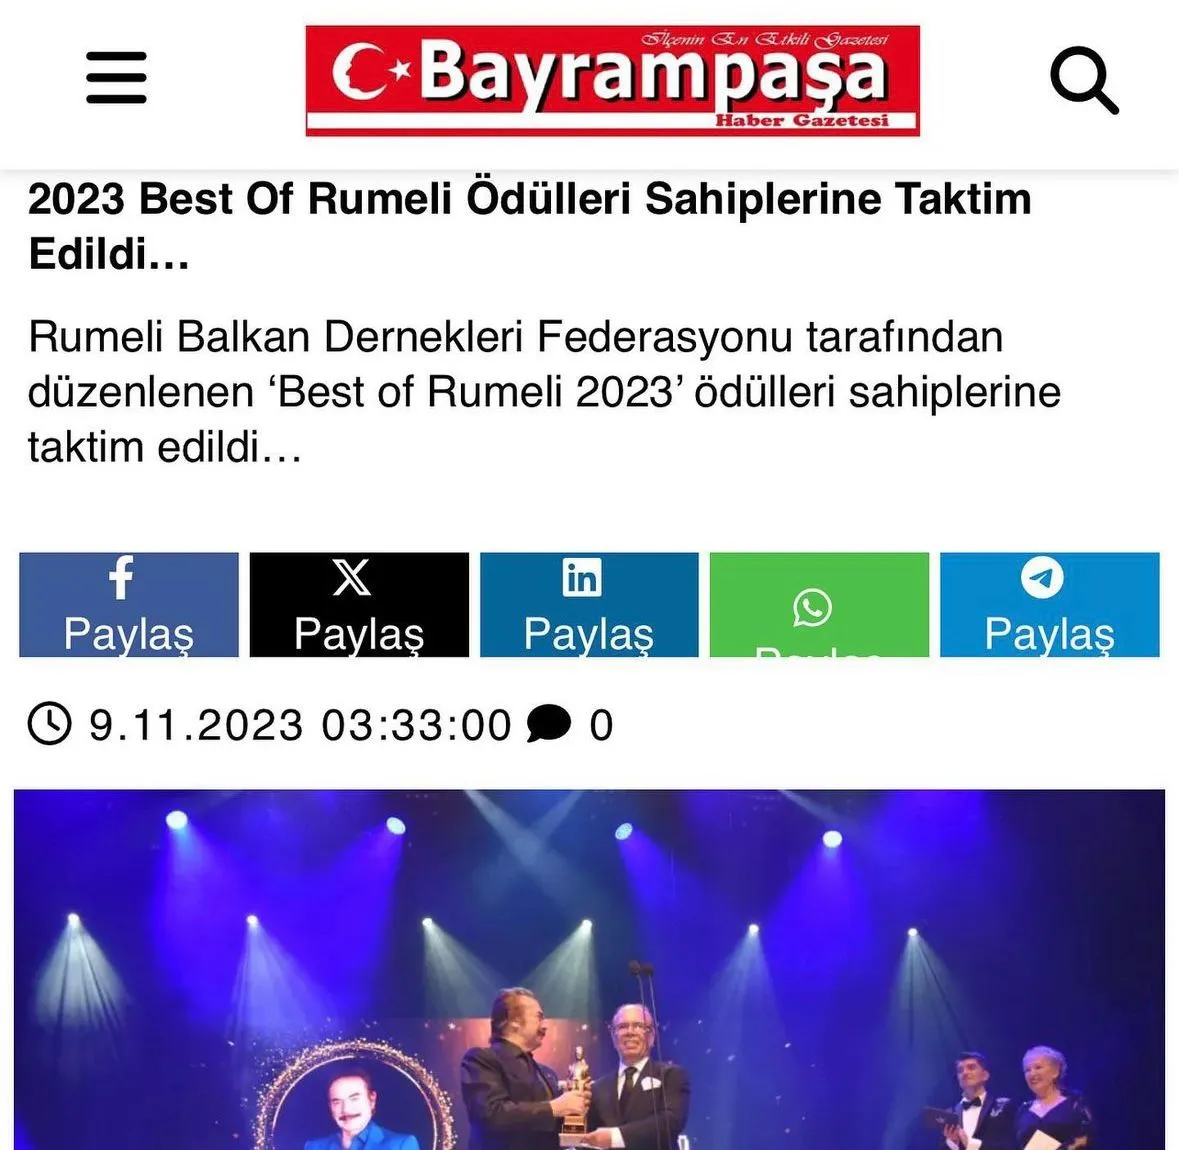 İlçenin En Etkili Gazetesi
Bayrampaşa
Haber Gazetesi
2023 Best Of Rumeli Ödülleri Sahiplerine Taktim
Edildi...
Rumeli Balkan Dernekleri Federasyonu tarafından
düzenlenen ‘Best of Rumeli 2023’ ödülleri sahiplerine
taktim edildi...
Paylaş Paylaş Paylaş Paylaş Paylaş
9.11.2023 03:33:00 0